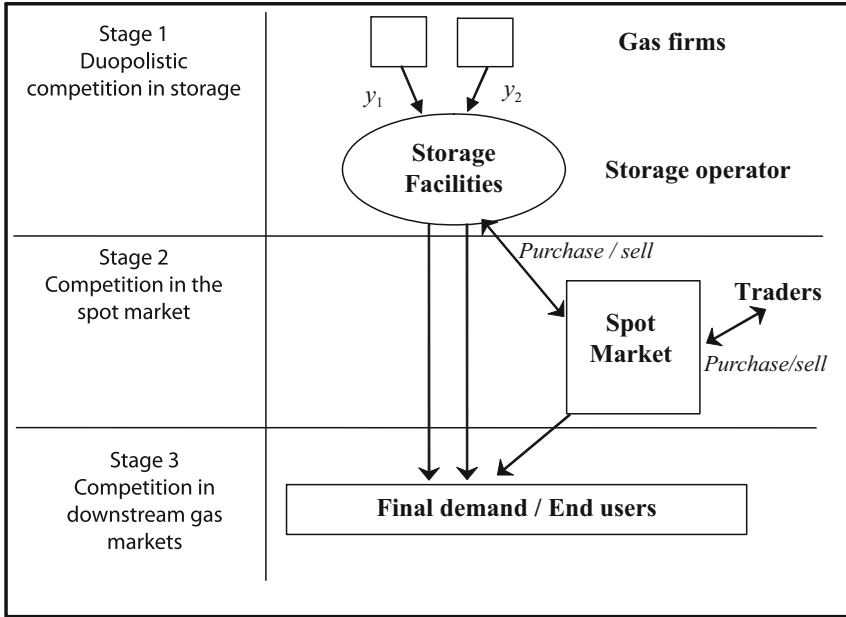 Stage 1
Duopolistic
competition in storage
Gas firms
y1
y2
Storage
Facilities
Storage operator
Stage 2
Competition in the
spot market
Purchase / sell
Traders
Spot
Market
Purchase/sell
Stage 3
Competition in
downstream gas
markets
Final demand / End users